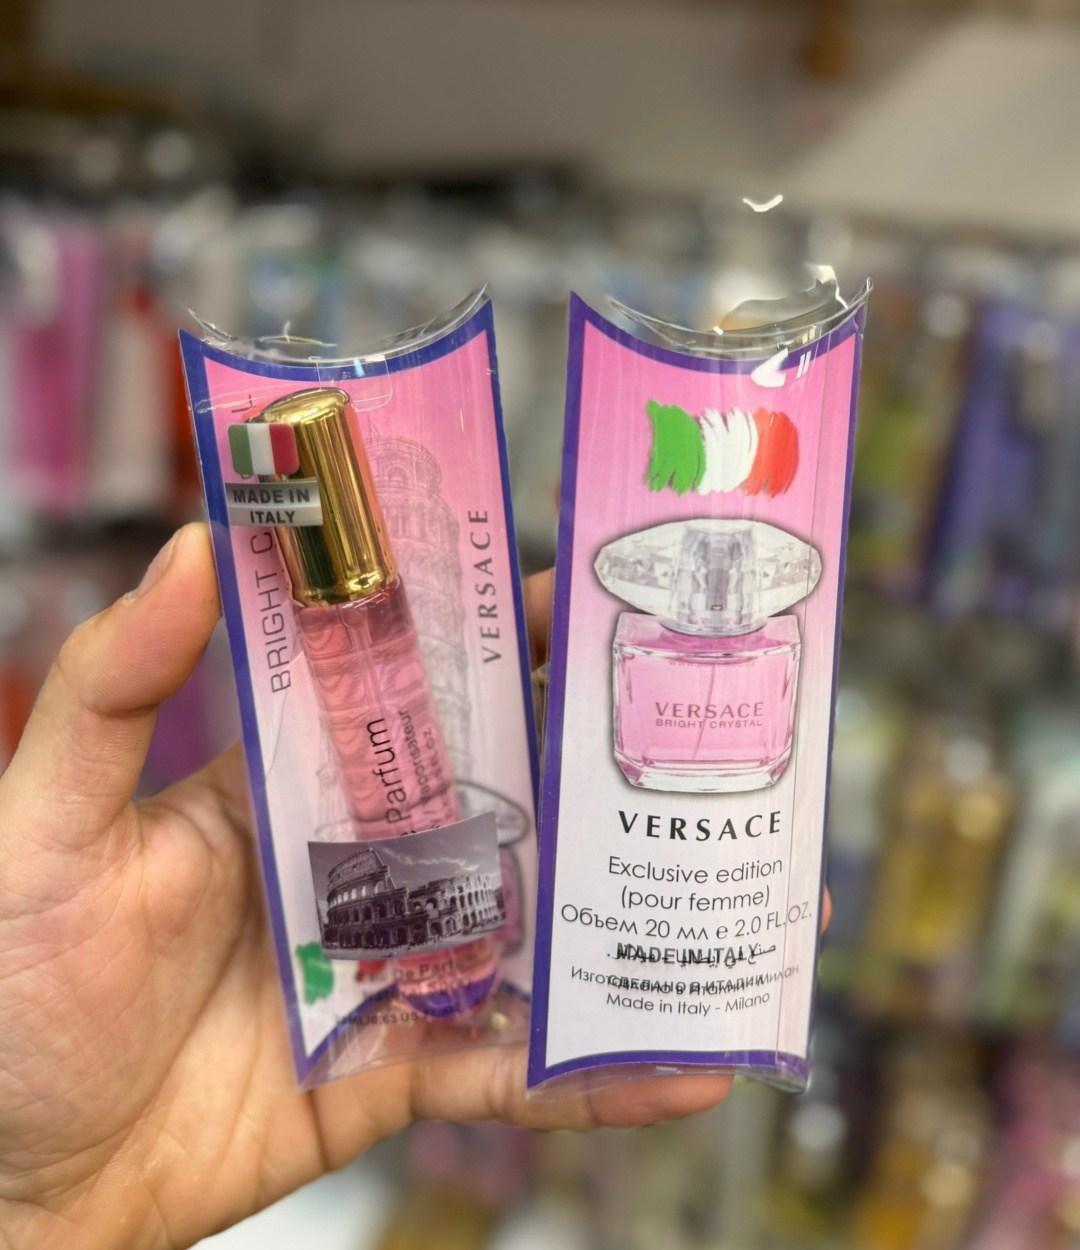 MADE IN
ITALY
BRIGHT C
VERSACE
Parfum
Vaporisateur
VERSACE
BRIGHT CRYSTAL
VERSACE
Exclusive edition
(pour femme)
Объем 20 мл e 2.0 FL.OZ.
MADE IN ITALY
Made in Italy - Milano